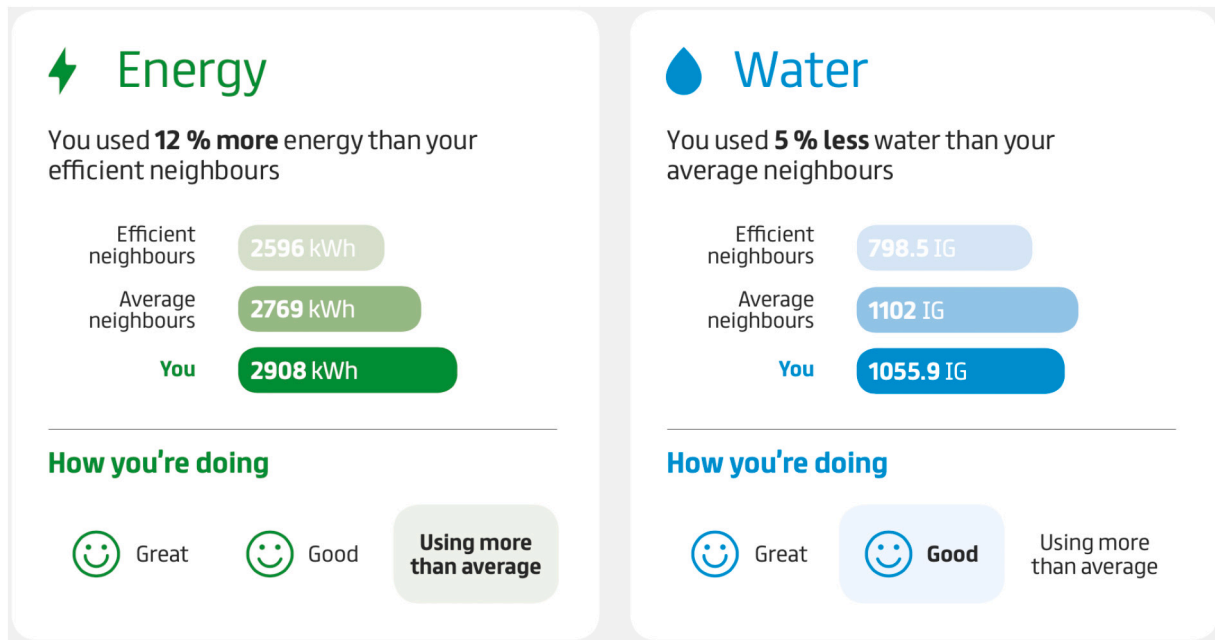 Energy
You used 12 % more energy than your
efficient neighbours
Efficient
neighbours
2596 kWh
Average
neighbours
2769 kWh
You
2908 kWh
How you're doing
Great
Good
Using more
than average
Water
You used 5 % less water than your
average neighbours
Efficient
neighbours
798.5 IG
Average
neighbours
1102 IG
You
1055.9 IG
How you're doing
Great
Good
Using more
than average